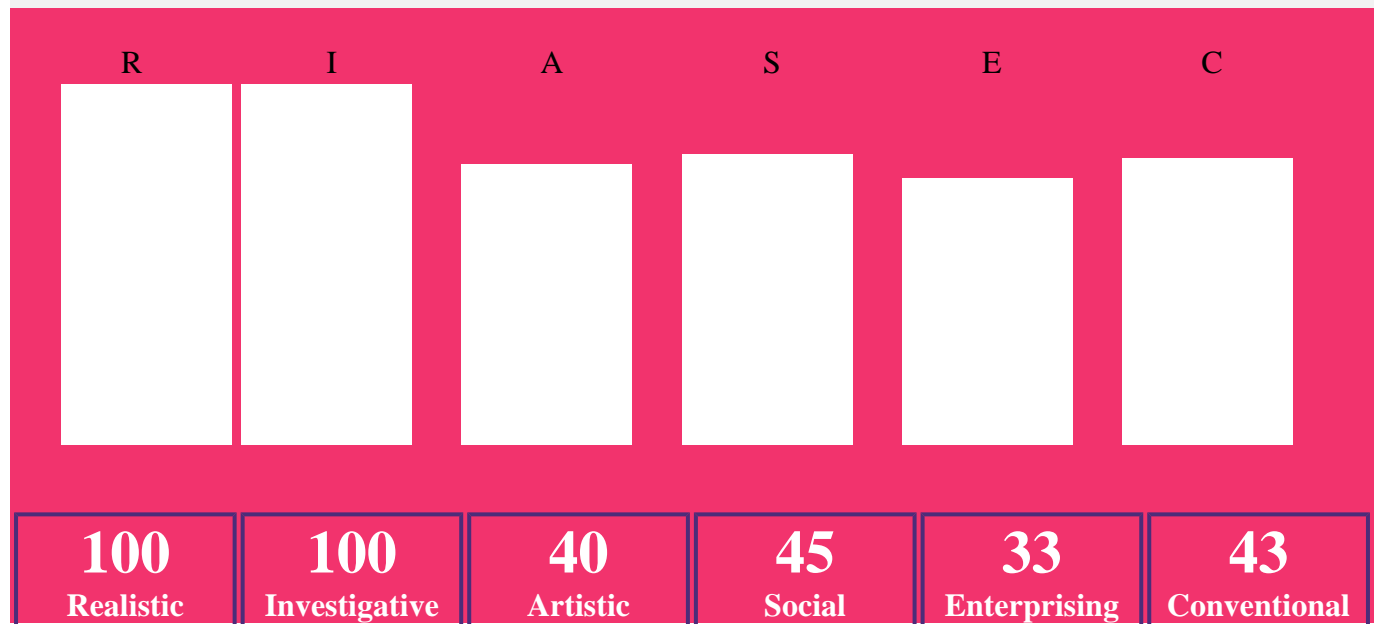 R I A S E C
100 100 40 45 33 43
Realistic Investigative Artistic Social Enterprising Conventional